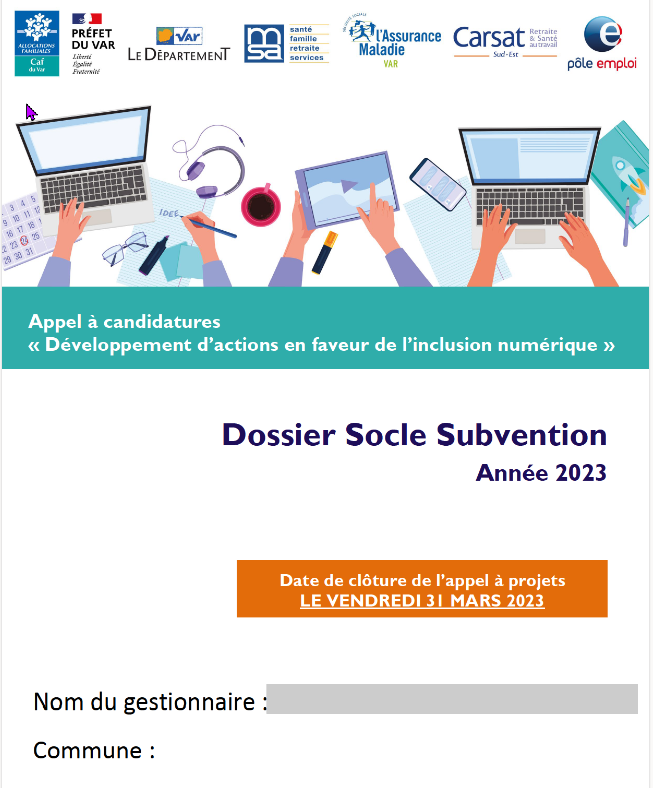 ALLOCATIONS
FAMILIALES
Caf
du Var
PRÉFET
DU VAR
Liberté
Égalité
Fraternité
Var
LE DÉPARTEMENT
msa
santé
famille
retraite
services
l'Assurance
Maladie
VAR
Carsat
Retraite
& Santé
au travail
Sud-Est
pôle emploi
IDEE
Appel à candidatures
« Développement d'actions en faveur de l'inclusion numérique »
Dossier Socle Subvention
Année 2023
Date de clôture de l'appel à projets
LE VENDREDI 31 MARS 2023
Nom du gestionnaire :
Commune :